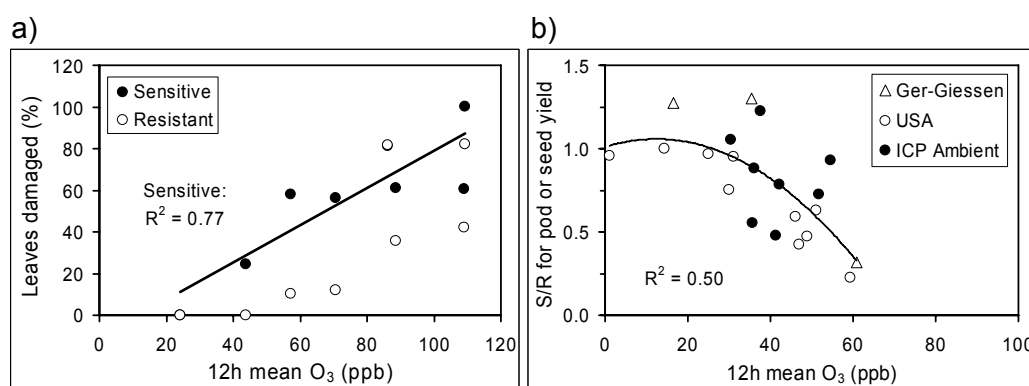 a)
120
100
80
60
40
20
0
Leaves damaged (%)
Sensitive
Resistant
Sensitive:
R² = 0.77
0 20 40 60 80 100 120
12h mean O₃ (ppb)
b)
1.5
1.0
0.5
0.0
S/R for pod or seed yield
Ger-Giessen
USA
ICP Ambient
R² = 0.50
0 20 40 60 80 100
12h mean O₃ (ppb)